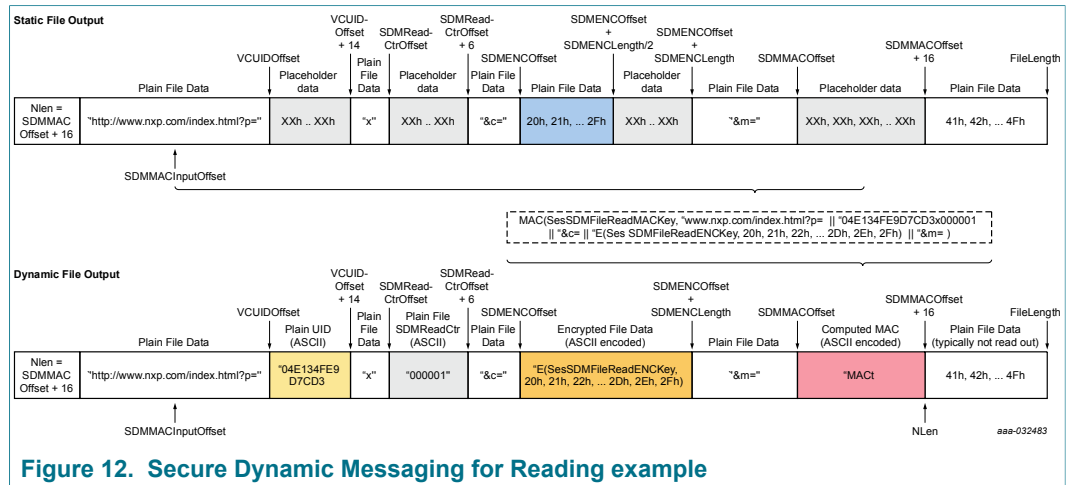 Static File Output
VCUID-
Offset
+ 14
SDMRead-
CtrOffset
SDMRead-
CtrOffset
+ 6
SDMENCOffset
+
SDMENCLength/2
SDMENCOffset
+
SDMENCLength
SDMMACOffset
+ 16
VCUIDOffset
SDMENCOffset
SDMMACOffset
FileLength
Plain File Data
Placeholder
data
Plain
File
Data
Placeholder
data
Plain File
Data
Plain File Data
Placeholder
data
Plain File Data
Placeholder data
Plain File Data
Nlen =
SDMMAC
Offset + 16
"http://www.nxp.com/index.html?p="
XXh .. XXh
"x"
XXh .. XXh
"&c="
20h, 21h, ... 2Fh
XXh .. XXh
"&m="
XXh, XXh, XXh, .. XXh
41h, 42h, ... 4Fh
SDMMACInputOffset
MAC(SesSDMFileReadMACKey, "www.nxp.com/index.html?p= || "04E134FE9D7CD3x000001
|| "&c= || "E(Ses SDMFileReadENCKey, 20h, 21h, 22h, ... 2Dh, 2Eh, 2Fh) || "&m= )
Dynamic File Output
VCUID-
Offset
+ 14
SDMRead-
CtrOffset
SDMRead-
CtrOffset
+ 6
SDMENCOffset
+
SDMENCLength
SDMMACOffset
+ 16
VCUIDOffset
SDMENCOffset
SDMMACOffset
FileLength
Plain File Data
Plain UID
(ASCII)
Plain
File
Data
Plain File
SDMReadCtr
(ASCII)
Plain File
Data
Encrypted File Data
(ASCII encoded)
Plain File Data
Computed MAC
(ASCII encoded)
Plain File Data
(typically not read out)
Nlen =
SDMMAC
Offset + 16
"http://www.nxp.com/index.html?p="
"04E134FE9
D7CD3
"x"
"000001"
"&c="
"E(SesSDMFileReadENCKey,
20h, 21h, 22h, ... 2Dh, 2Eh, 2Fh)
"&m="
"MACt
41h, 42h, ... 4Fh
SDMMACInputOffset
NLen
aaa-032483
Figure 12. Secure Dynamic Messaging for Reading example